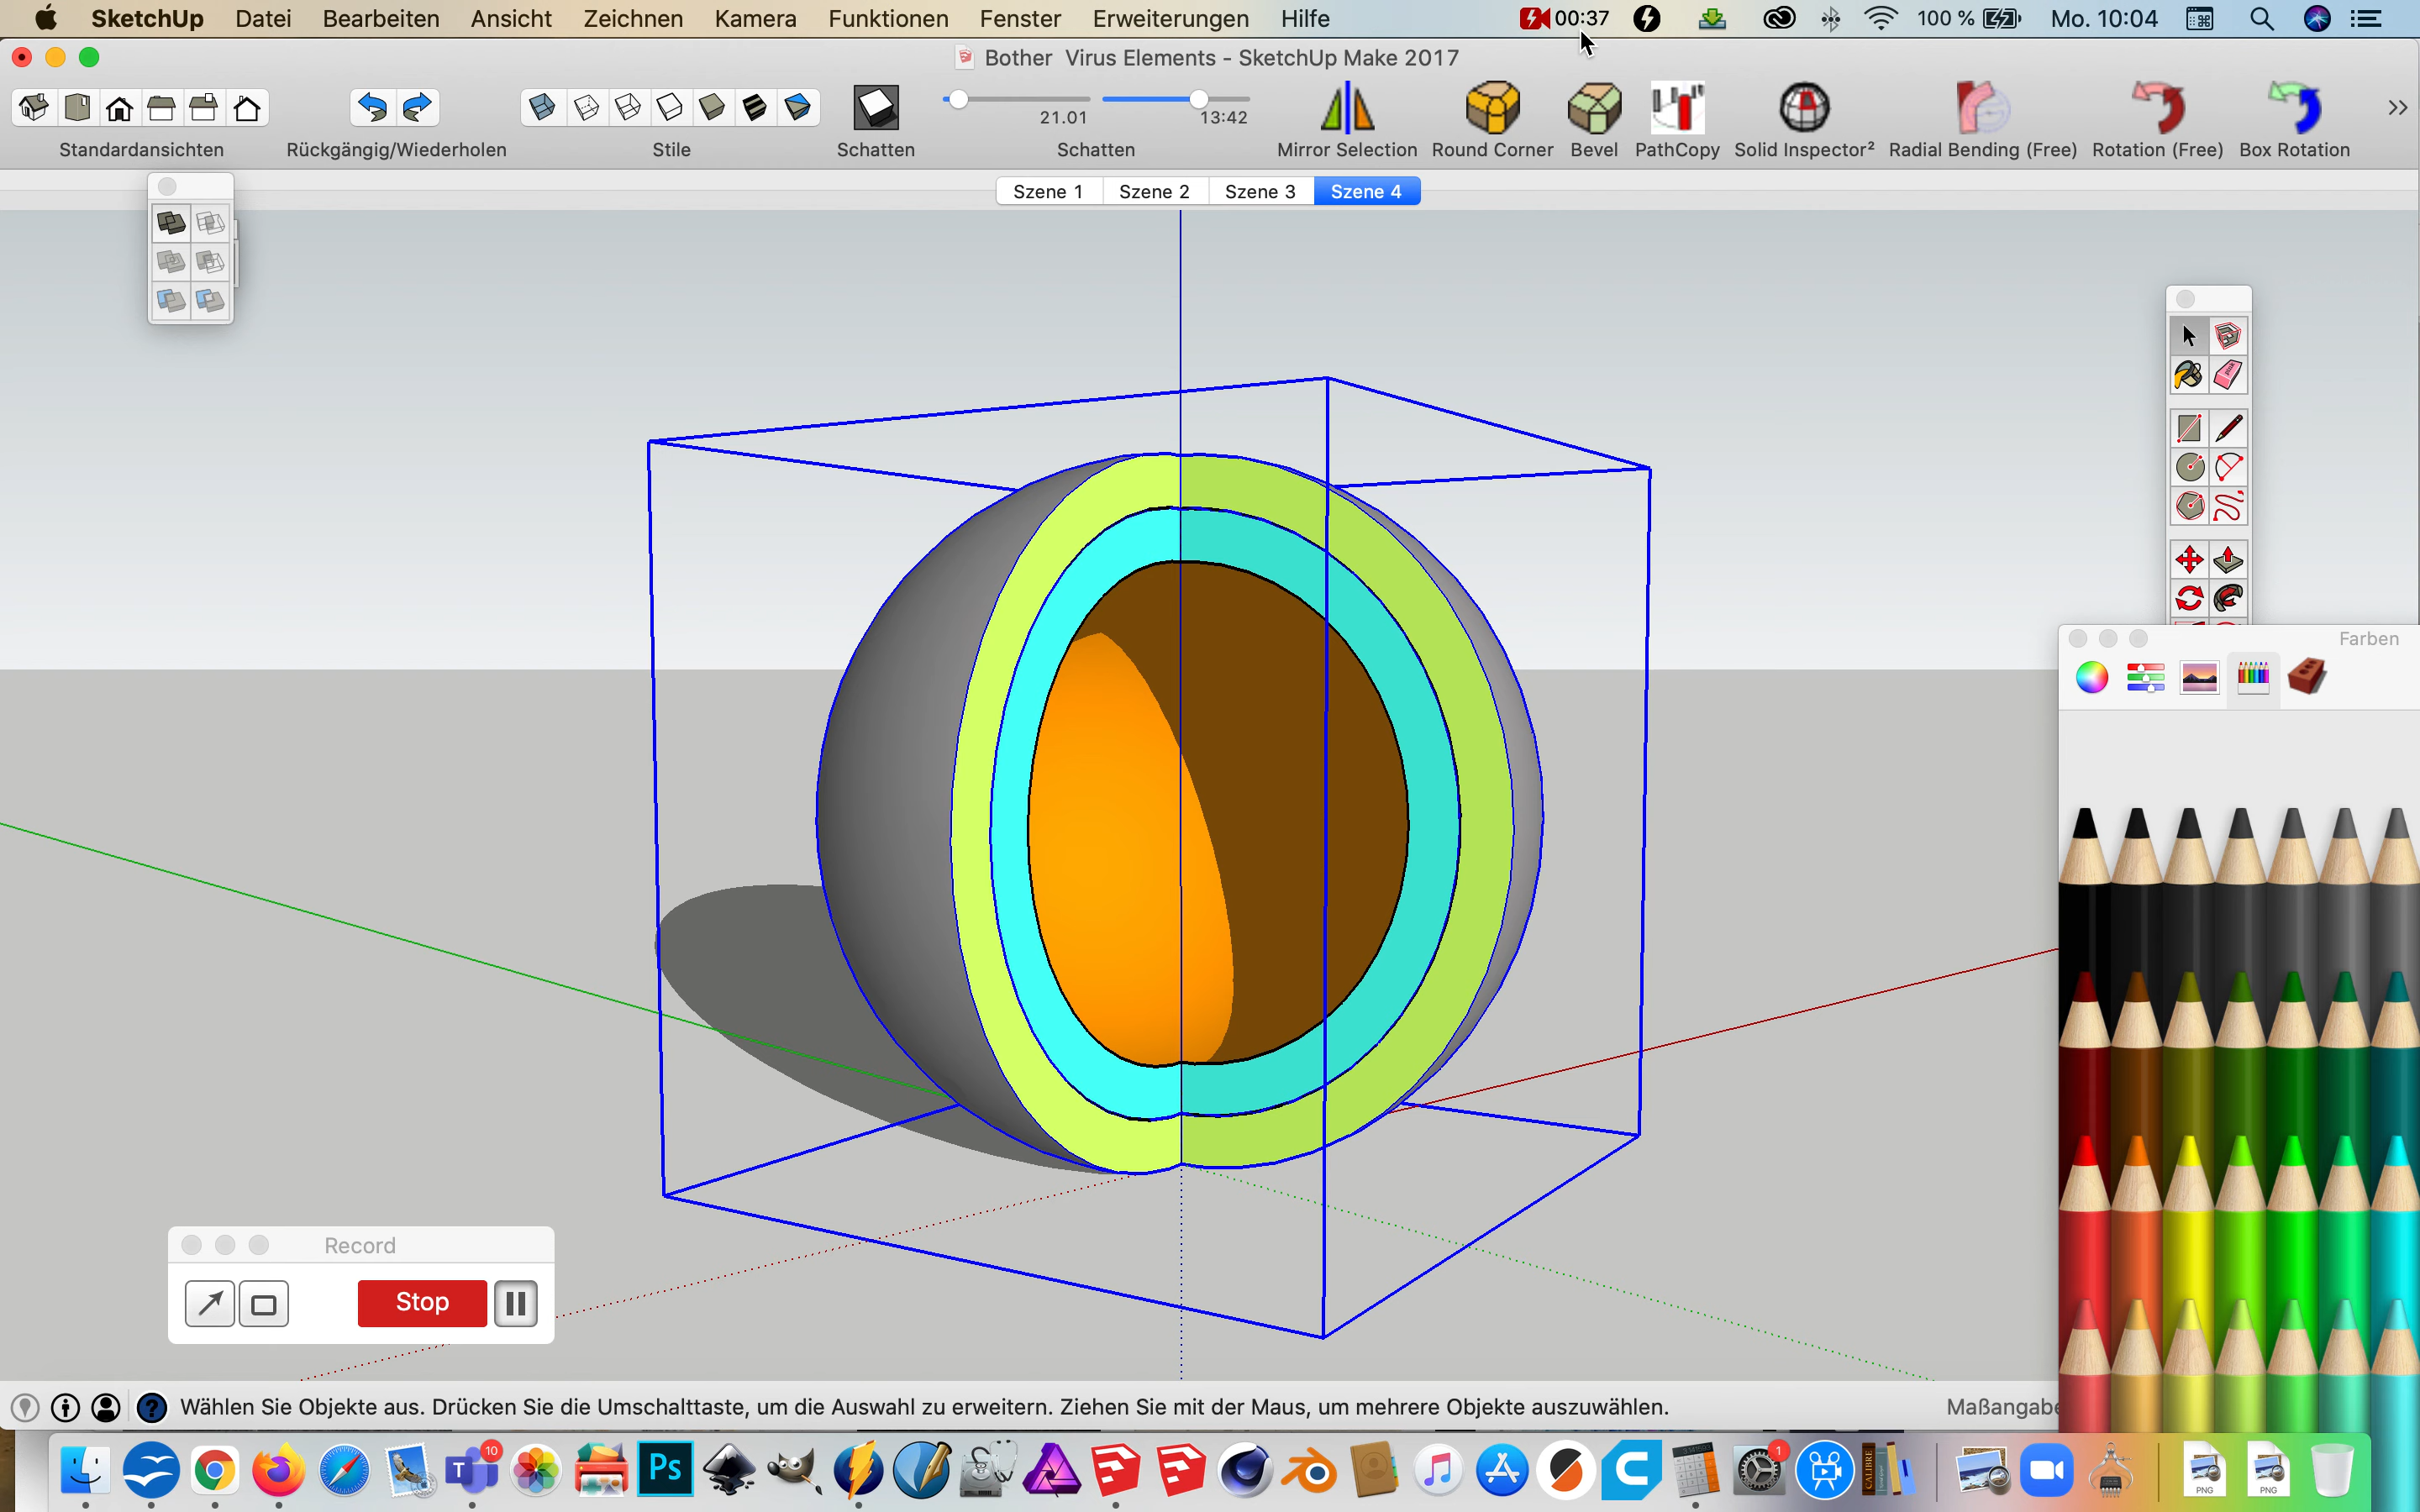 SketchUp Datei Bearbeiten Ansicht Zeichnen Kamera Funktionen Fenster Erweiterungen Hilfe 00:37 100 % Mo. 10:04
Bother Virus Elements - SketchUp Make 2017
21.01 13:42
Standardansichten Rückgängig/Wiederholen Stile Schatten Schatten Mirror Selection Round Corner Bevel PathCopy Solid Inspector² Radial Bending (Free) Rotation (Free) Box Rotation
Szene 1 Szene 2 Szene 3 Szene 4
Farben
Record
Stop
Wählen Sie Objekte aus. Drücken Sie die Umschalttaste, um die Auswahl zu erweitern. Ziehen Sie mit der Maus, um mehrere Objekte auszuwählen. Maßangabe
10 1
T Ps CALIBRE
PNG PNG